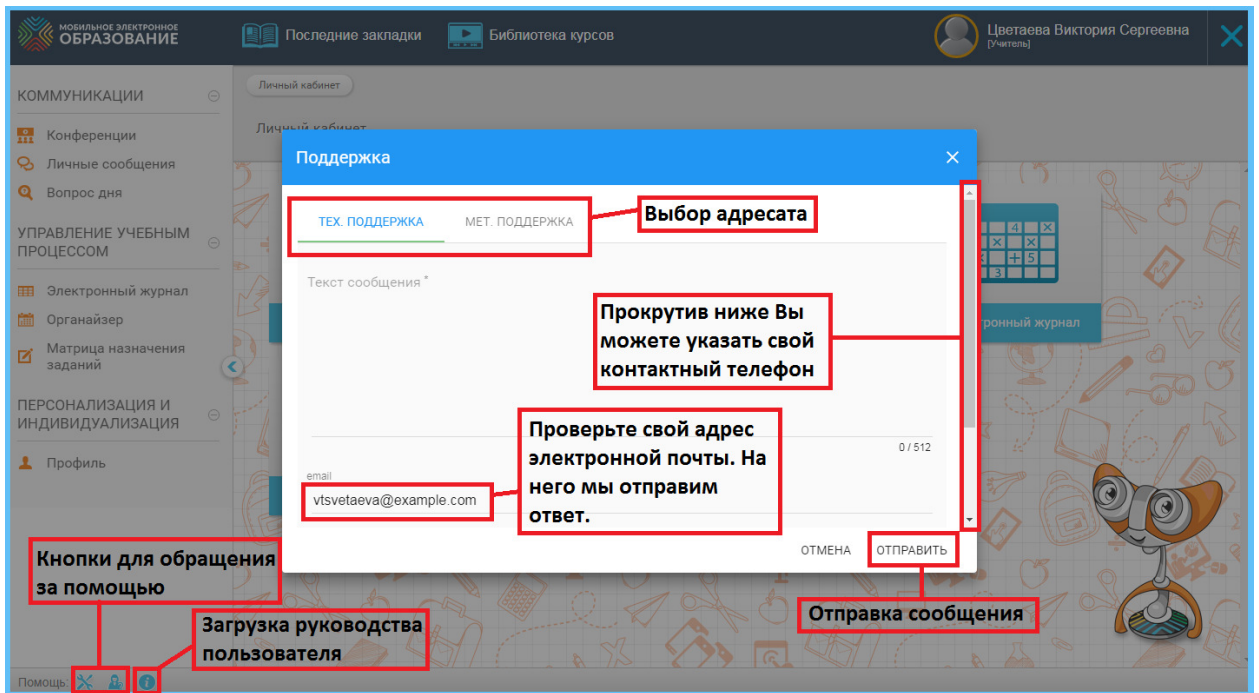 МОБИЛЬНОЕ ЭЛЕКТРОННОЕ
ОБРАЗОВАНИЕ
Последние закладки
Библиотека курсов
Цветаева Виктория Сергеевна
[Учитель]
КОММУНИКАЦИИ
Конференции
Личные сообщения
Вопрос дня
УПРАВЛЕНИЕ УЧЕБНЫМ
ПРОЦЕССОМ
Электронный журнал
Органайзер
Матрица назначения
заданий
ПЕРСОНАЛИЗАЦИЯ И
ИНДИВИДУАЛИЗАЦИЯ
Профиль
Личный кабинет
Личный кабинет
Поддержка
ТЕХ. ПОДДЕРЖКА
МЕТ. ПОДДЕРЖКА
Выбор адресата
Текст сообщения *
Прокрутив ниже Вы
можете указать свой
контактный телефон
тронный журнал
Проверьте свой адрес
электронной почты. На
него мы отправим
ответ.
0 / 512
email
vtsvetaeva@example.com
ОТМЕНА
ОТПРАВИТЬ
Отправка сообщения
Кнопки для обращения
за помощью
Загрузка руководства
пользователя
Помощь: